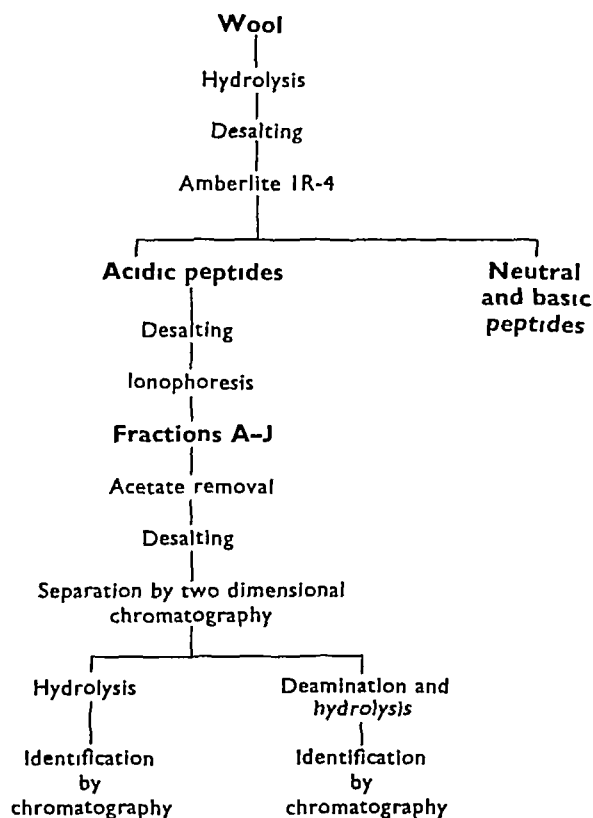 Wool
Hydrolysis
Desalting
Amberlite IR-4
Acidic peptides
Neutral
and basic
peptides
Desalting
Ionophoresis
Fractions A–J
Acetate removal
Desalting
Separation by two dimensional
chromatography
Hydrolysis
Identification
by
chromatography
Deamination and
hydrolysis
Identification
by
chromatography